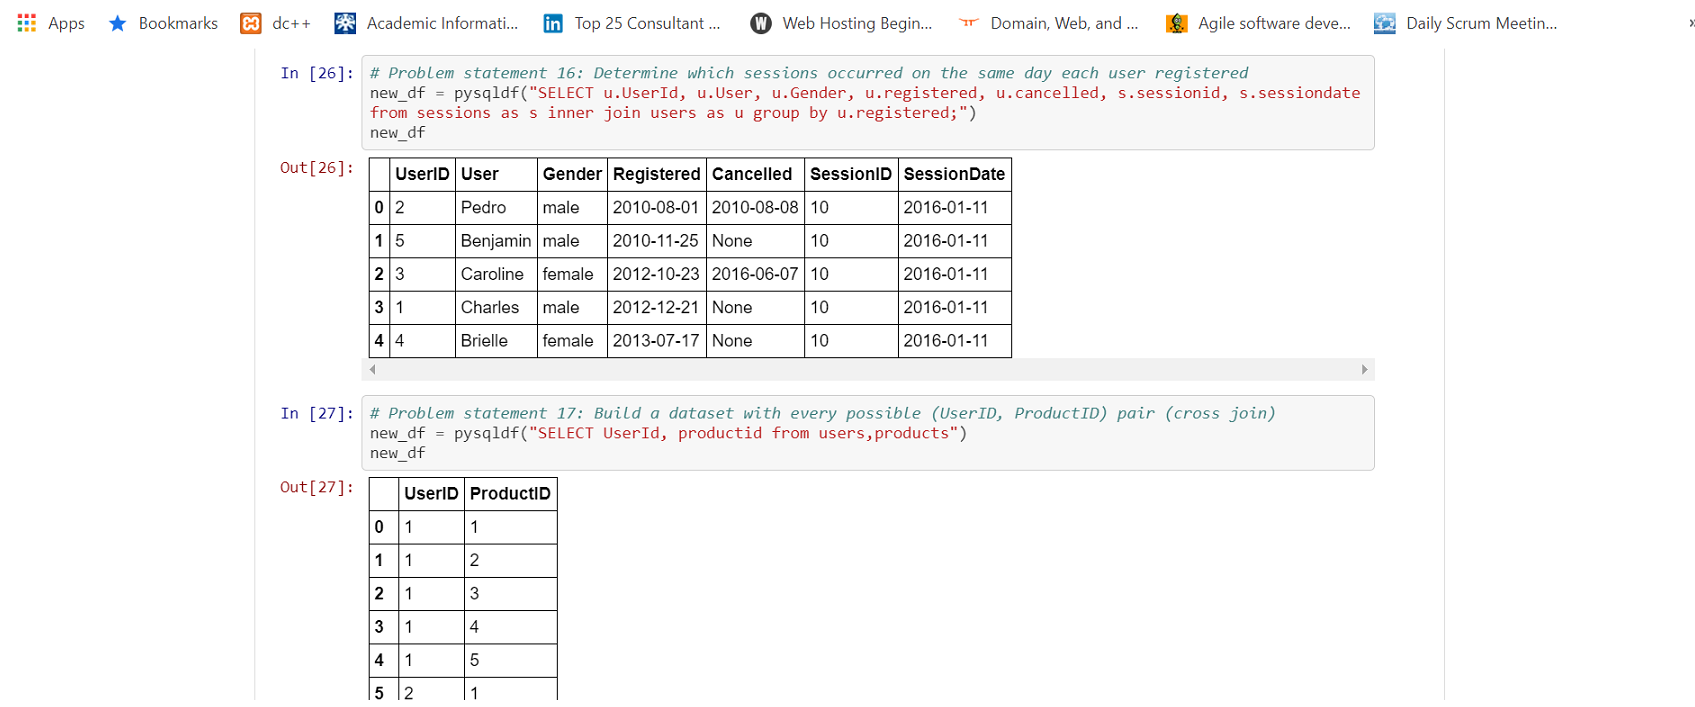 Apps Bookmarks dc++ Academic Informati... in Top 25 Consultant ... W Web Hosting Begin... Domain, Web, and ... Agile software deve... Daily Scrum Meetin... »
In [26]: # Problem statement 16: Determine which sessions occurred on the same day each user registered
new_df = pysqldf("SELECT u.UserId, u.User, u.Gender, u.registered, u.cancelled, s.sessionid, s.sessiondate
from sessions as s inner join users as u group by u.registered;")
new_df
Out[26]:
UserID User Gender Registered Cancelled SessionID SessionDate
0 2 Pedro male 2010-08-01 2010-08-08 10 2016-01-11
1 5 Benjamin male 2010-11-25 None 10 2016-01-11
2 3 Caroline female 2012-10-23 2016-06-07 10 2016-01-11
3 1 Charles male 2012-12-21 None 10 2016-01-11
4 4 Brielle female 2013-07-17 None 10 2016-01-11
In [27]: # Problem statement 17: Build a dataset with every possible (UserID, ProductID) pair (cross join)
new_df = pysqldf("SELECT UserId, productid from users,products")
new_df
Out[27]:
UserID ProductID
0 1 1
1 1 2
2 1 3
3 1 4
4 1 5
5 2 1